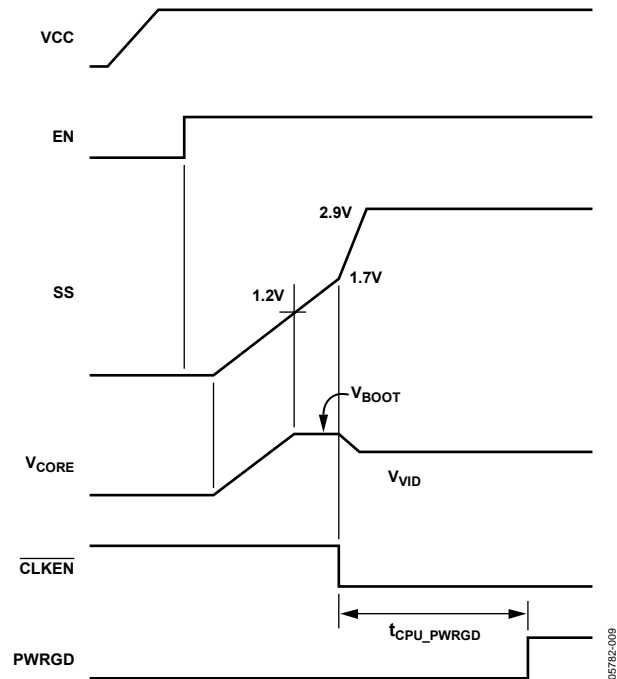 VCC
EN
2.9V
SS
1.7V
1.2V
VBOOT
VCORE
VVID
CLKEN
tCPU_PWRGD
PWRGD
05782-009